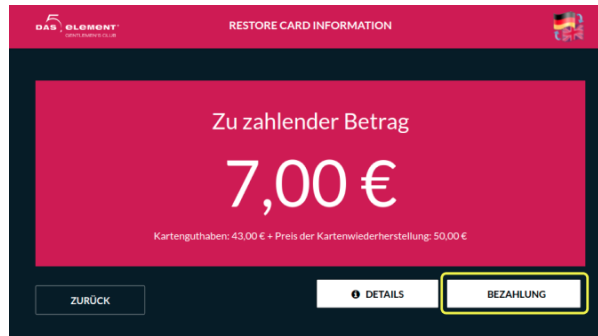 DAS 5 ELEMENT
GENTLEMEN'S CLUB
RESTORE CARD INFORMATION
Zu zahlender Betrag
7,00 €
Kartenguthaben: 43,00 € + Preis der Kartenwiederherstellung: 50,00 €
ZURÜCK
DETAILS
BEZAHLUNG